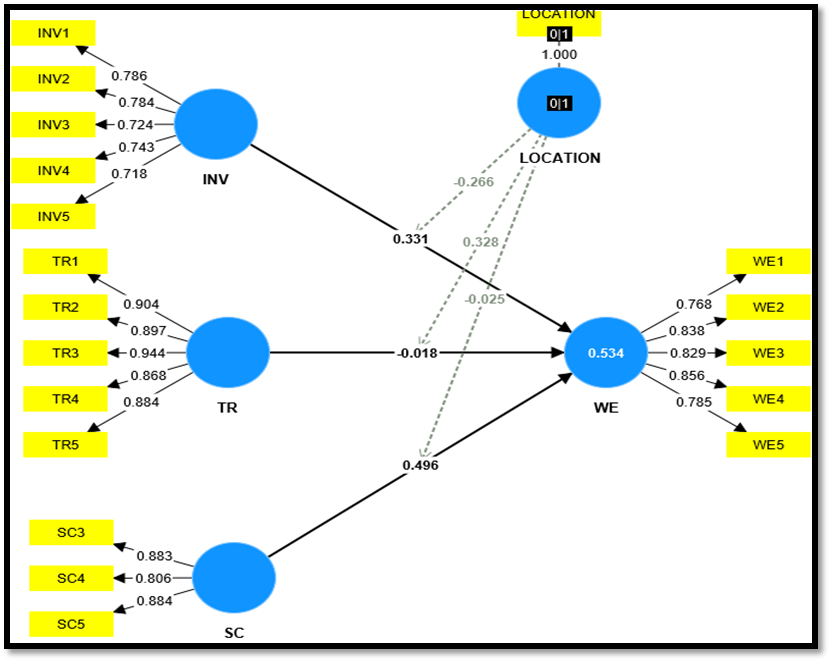 LOCATION
0|1
1.000
0|1
LOCATION
INV1
INV2
INV3
INV4
INV5
0.786
0.784
0.724
0.743
0.718
INV
-0.266
0.331
0.328
-0.025
TR1
TR2
TR3
TR4
TR5
0.904
0.897
0.944
0.868
0.884
TR
-0.018
0.534
WE
0.768
0.838
0.829
0.856
0.785
WE1
WE2
WE3
WE4
WE5
0.496
SC3
SC4
SC5
0.883
0.806
0.884
SC